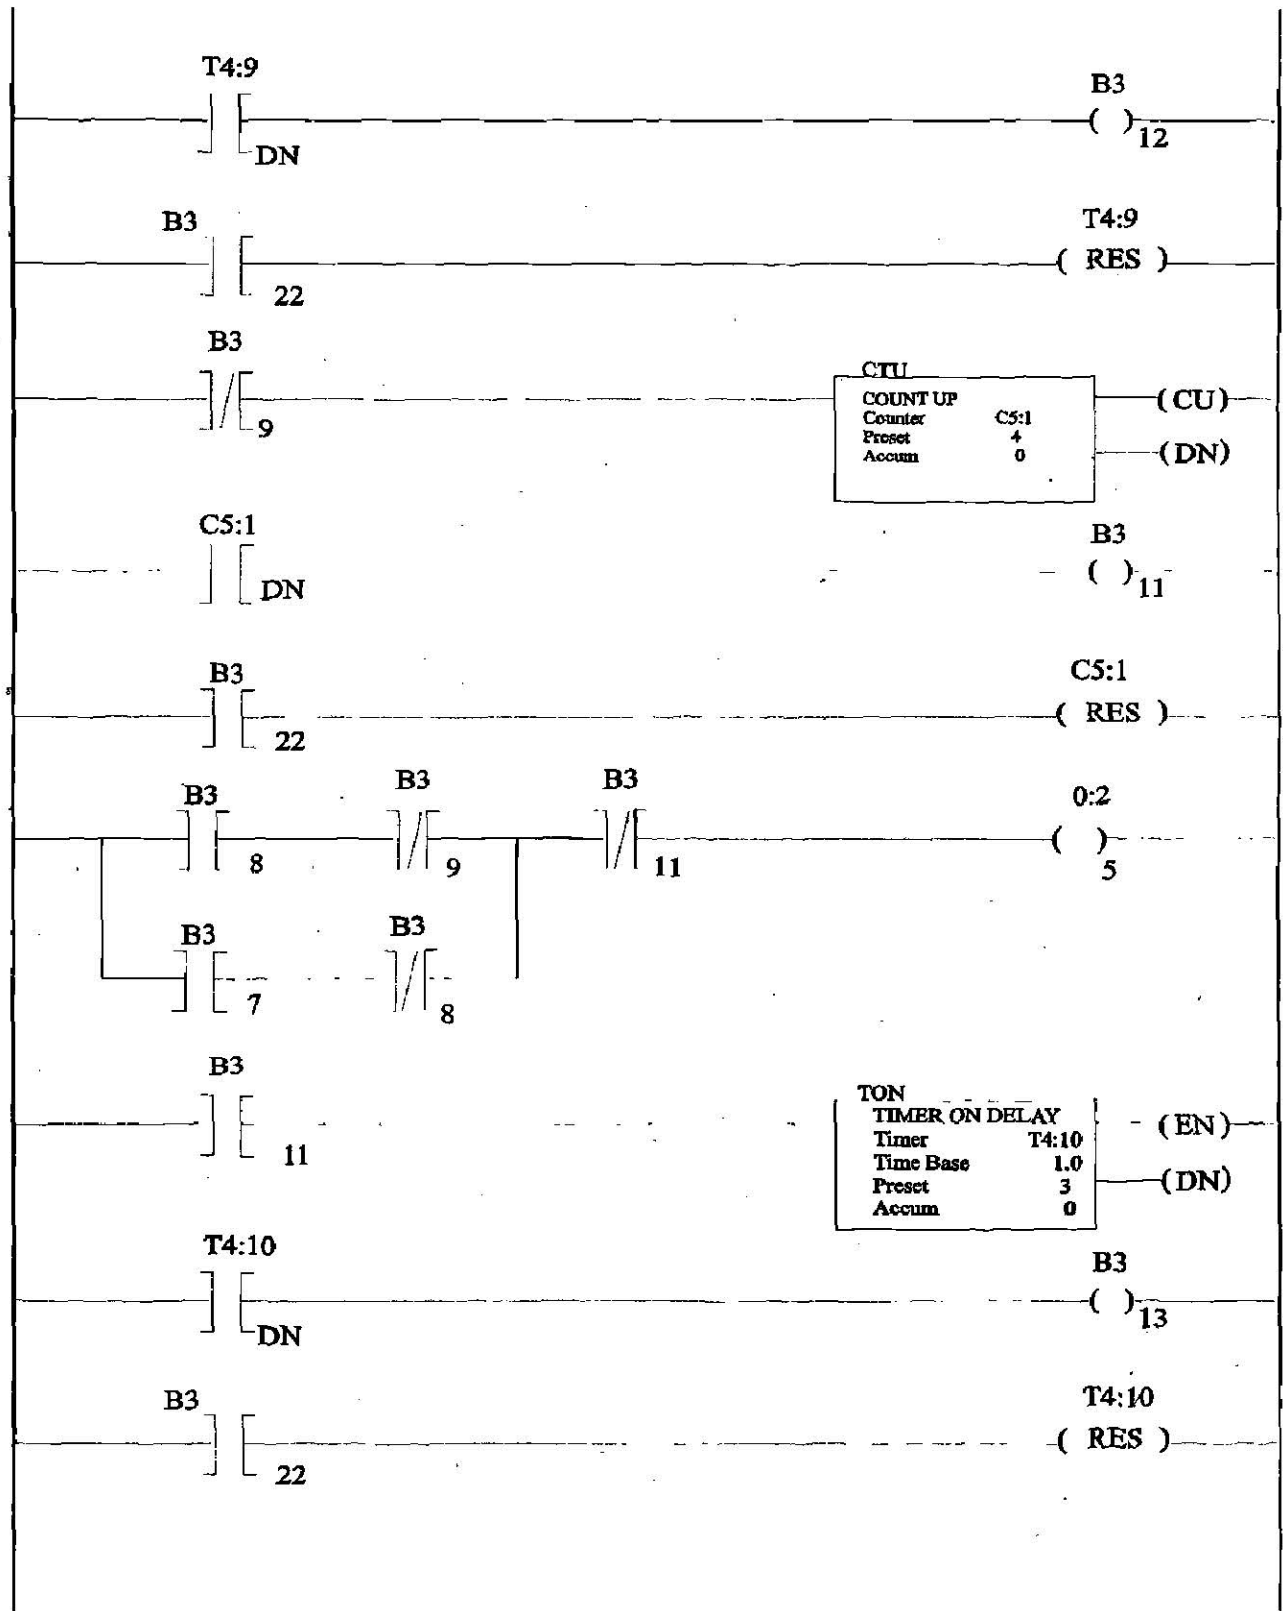 T4:9
B3
DN
12
B3
T4:9
( RES )
22
B3
9
CTU
COUNT UP
Counter C5:1
Preset 4
Accum 0
(CU)
(DN)
C5:1
B3
DN
11
B3
C5:1
( RES )
22
B3
B3
B3
0:2
8
9
11
5
B3
B3
7
8
B3
11
TON
TIMER ON DELAY
Timer T4:10
Time Base 1.0
Preset 3
Accum 0
(EN)
(DN)
T4:10
B3
DN
13
B3
T4:10
( RES )
22